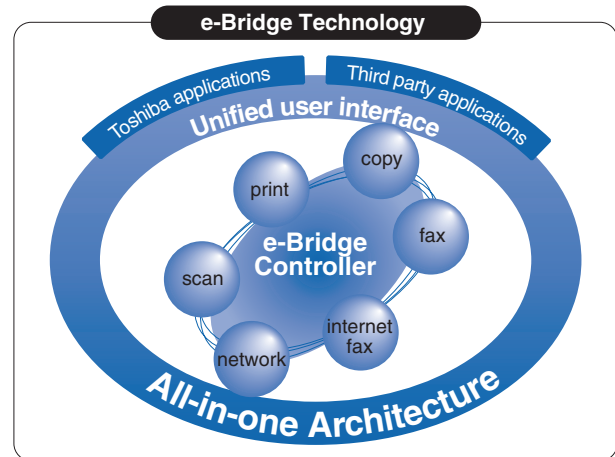 e-Bridge Technology
Toshiba applications
Third party applications
Unified user interface
copy
print
fax
e-Bridge
Controller
scan
internet
fax
network
All-in-one Architecture